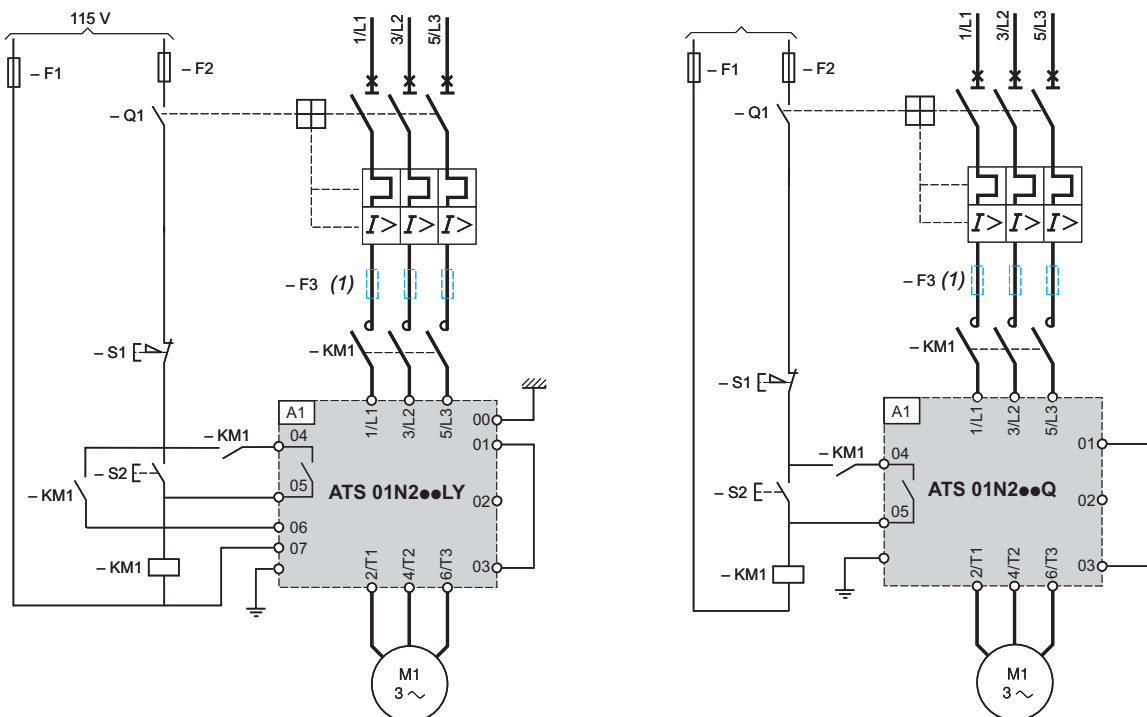 115 V
– F1
– F2
– Q1
1/L1
3/L2
5/L3
I>
I>
I>
– F3 (1)
– S1
– KM1
A1
1/L1
3/L2
5/L3
00
01
– KM1
04
– S2
– KM1
05
ATS 01N2●●LY
02
06
07
– KM1
03
2/T1
4/T2
6/T3
M1
3 ~
– F1
– F2
– Q1
1/L1
3/L2
5/L3
I>
I>
I>
– F3 (1)
– KM1
– S1
A1
1/L1
3/L2
5/L3
01
– KM1
04
– S2
05
ATS 01N2●●Q
02
– KM1
03
2/T1
4/T2
6/T3
M1
3 ~